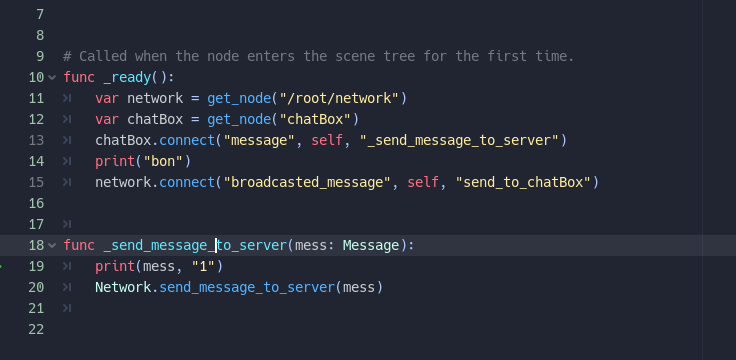 7
8
9 # Called when the node enters the scene tree for the first time.
10 func _ready():
11 var network = get_node("/root/network")
12 var chatBox = get_node("chatBox")
13 chatBox.connect("message", self, "_send_message_to_server")
14 print("bon")
15 network.connect("broadcasted_message", self, "send_to_chatBox")
16
17
18 func _send_message_to_server(mess: Message):
19 print(mess, "1")
20 Network.send_message_to_server(mess)
21
22